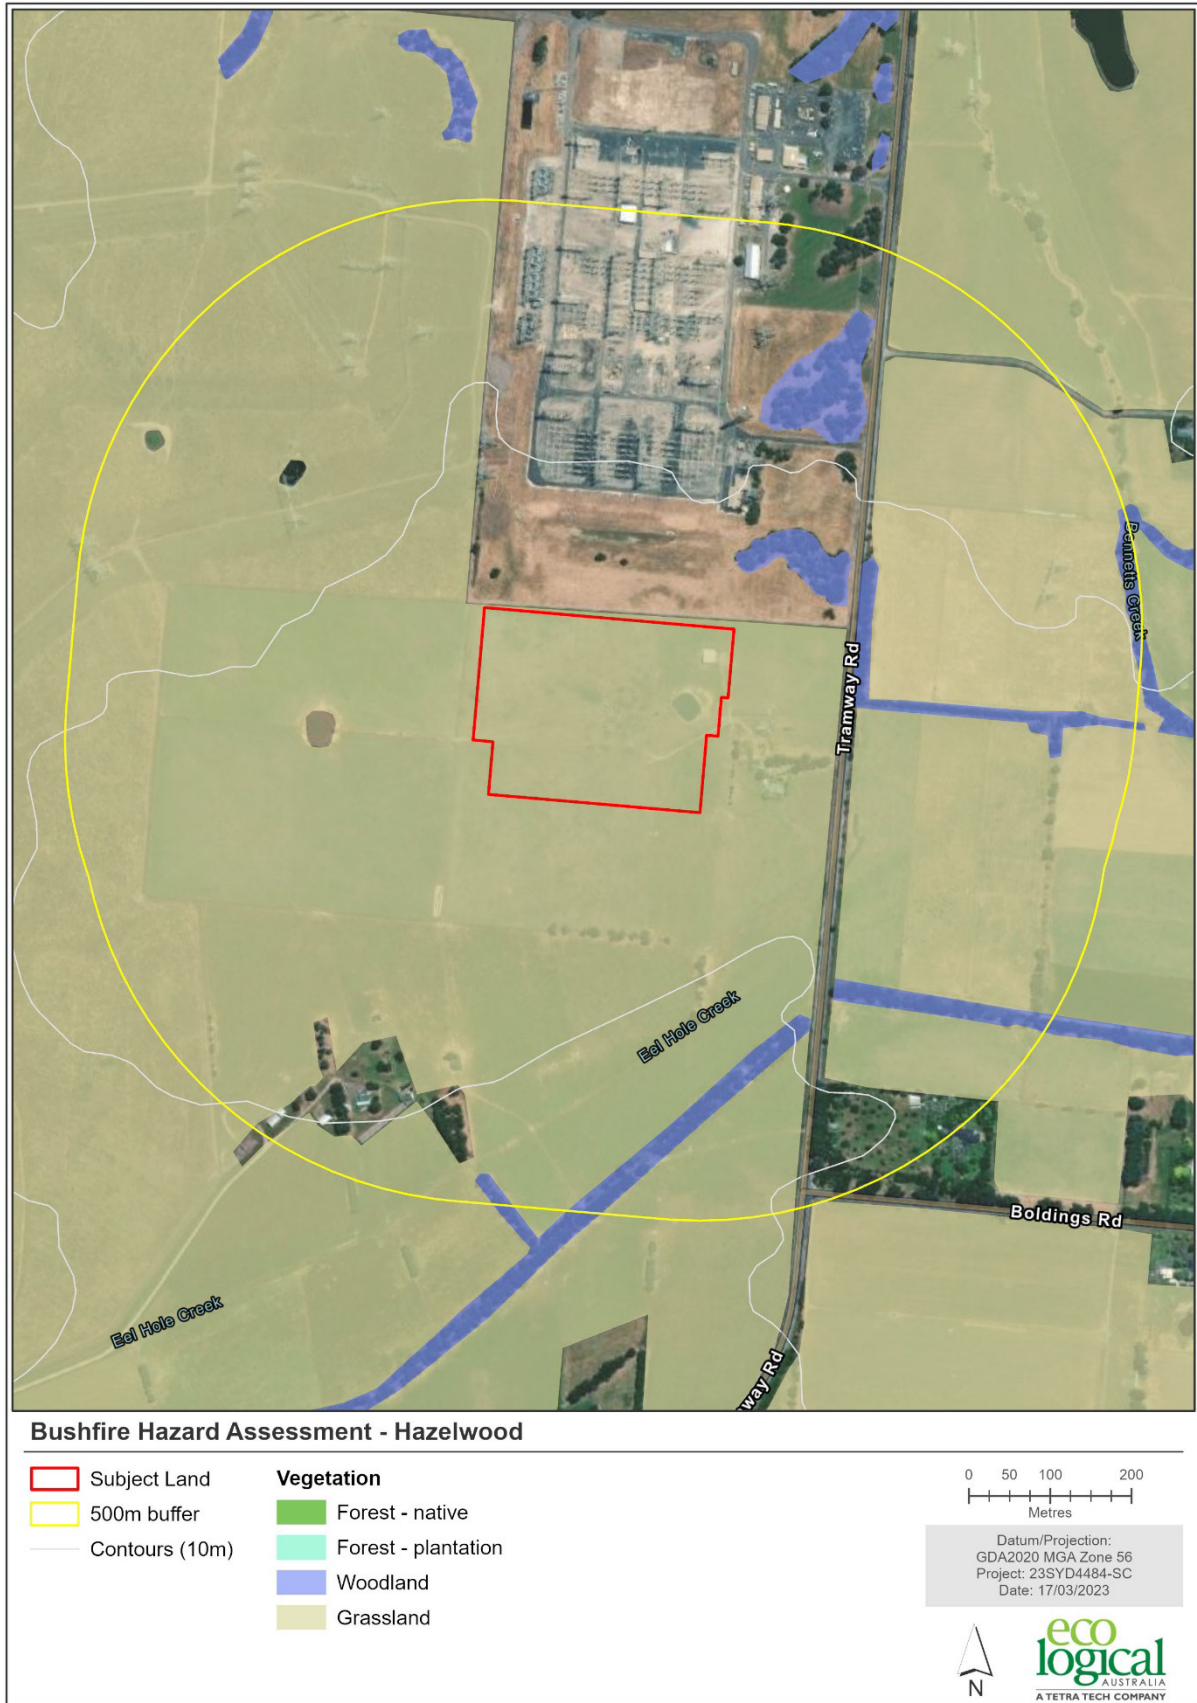 Bennetts Creek
Tramway Rd
Eel Hole Creek
Boldings Rd
Eel Hole Creek
way Rd
Bushfire Hazard Assessment - Hazelwood
Subject Land
500m buffer
Contours (10m)
Vegetation
Forest - native
Forest - plantation
Woodland
Grassland
0 50 100 200
Metres
Datum/Projection:
GDA2020 MGA Zone 56
Project: 23SYD4484-SC
Date: 17/03/2023
N
eco
logical
AUSTRALIA
A TETRA TECH COMPANY